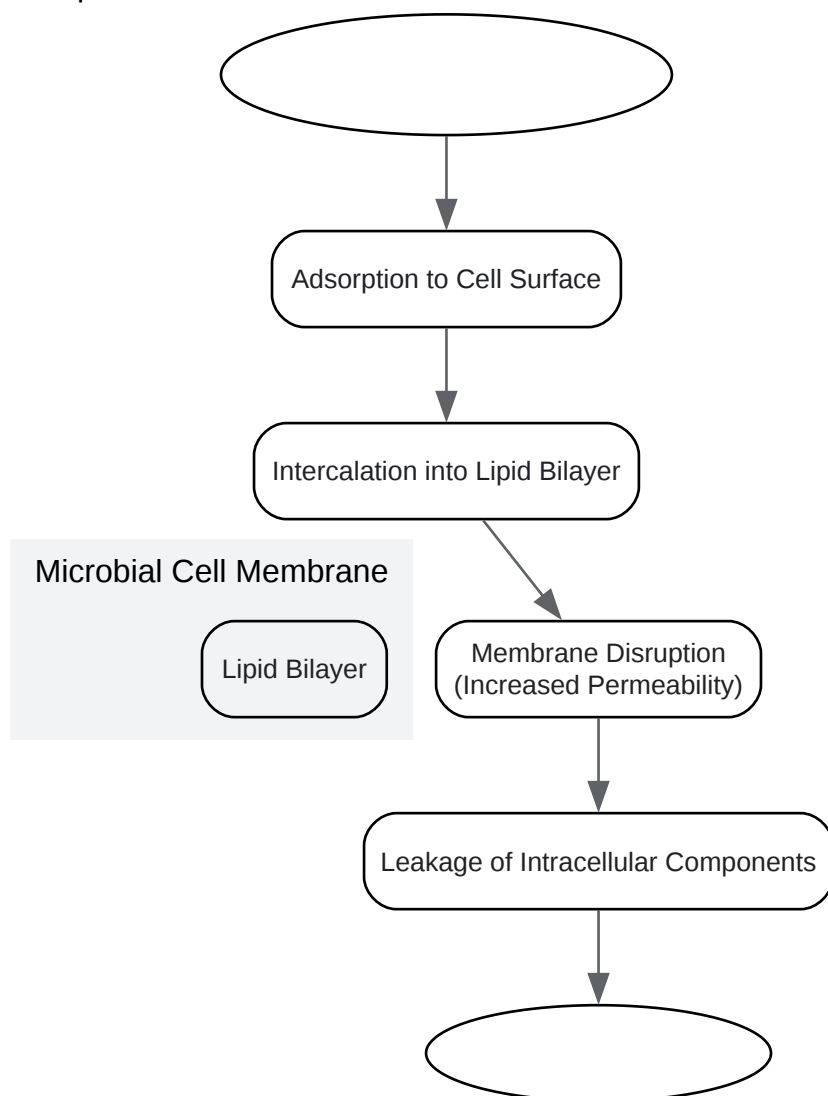 Adsorption to Cell Surface
Intercalation into Lipid Bilayer
Microbial Cell Membrane
Lipid Bilayer
Membrane Disruption
(Increased Permeability)
Leakage of Intracellular Components